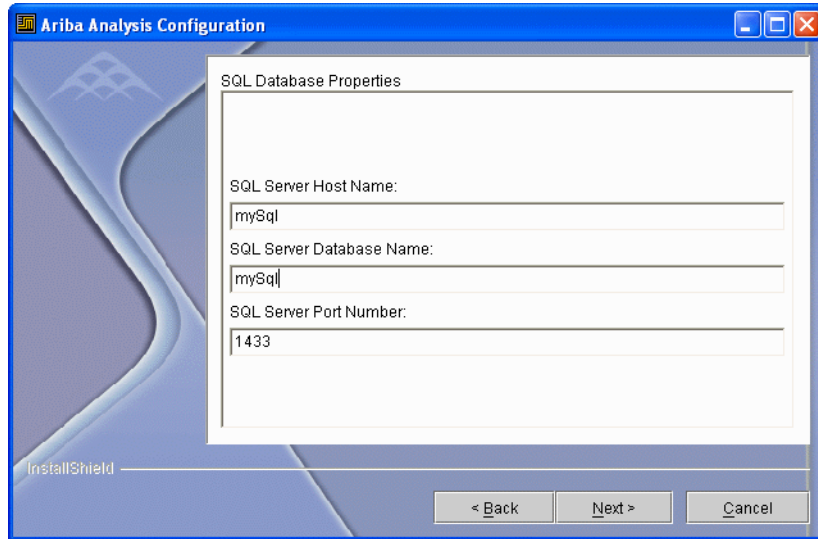 Ariba Analysis Configuration
SQL Database Properties
SQL Server Host Name:
mySql
SQL Server Database Name:
mySql
SQL Server Port Number:
1433
InstallShield
< Back Next > Cancel